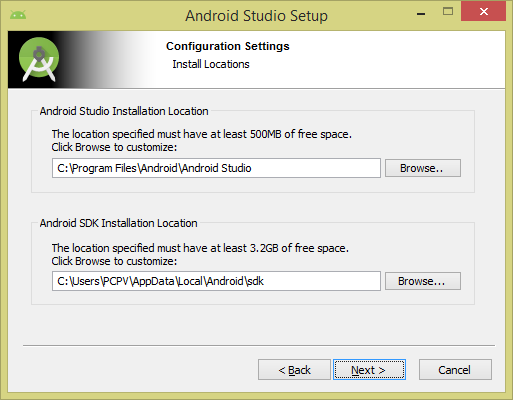 Android Studio Setup
Configuration Settings
Install Locations
Android Studio Installation Location
The location specified must have at least 500MB of free space.
Click Browse to customize:
C:\Program Files\Android\Android Studio
Browse..
Android SDK Installation Location
The location specified must have at least 3.2GB of free space.
Click Browse to customize:
C:\Users\PCPV\AppData\Local\Android\sdk
Browse...
< Back
Next >
Cancel